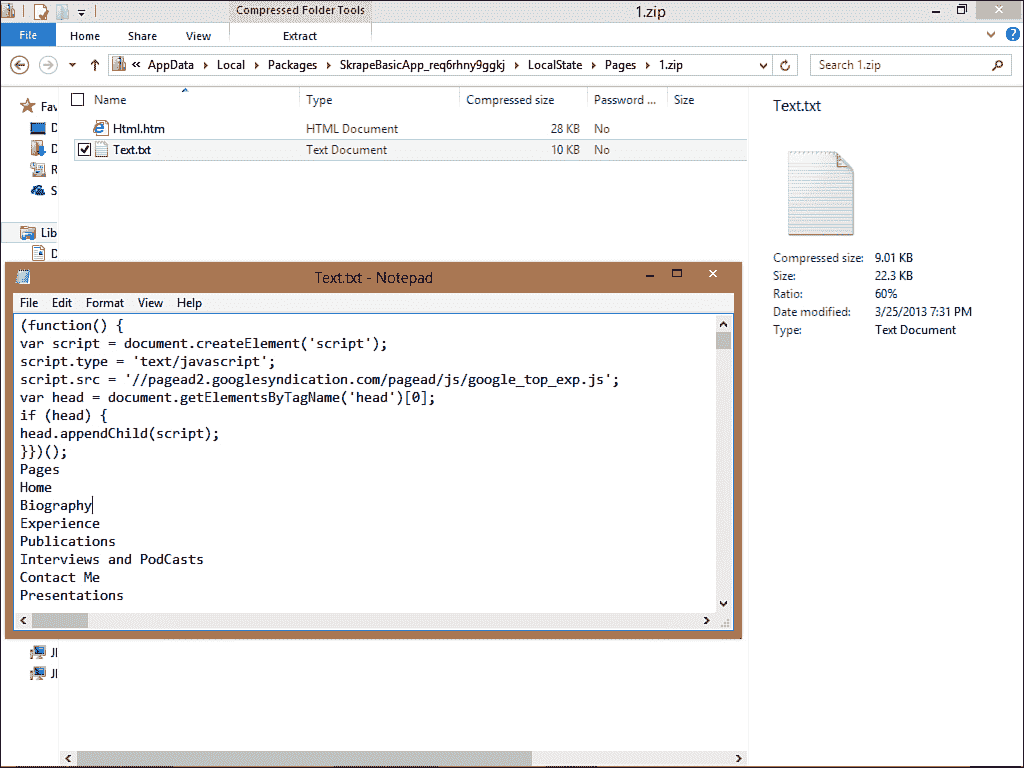 Compressed Folder Tools
1.zip
File Home Share View Extract
« AppData Local Packages SkrapeBasicApp_req6rhny9ggkj LocalState Pages 1.zip
Search 1.zip
Name Type Compressed size Password ... Size
Html.htm HTML Document 28 KB No
Text.txt Text Document 10 KB No
Fav
D
D
R
S
Lib
D
JI
JI
Text.txt
Compressed size: 9.01 KB
Size: 22.3 KB
Ratio: 60%
Date modified: 3/25/2013 7:31 PM
Type: Text Document
Text.txt - Notepad
File Edit Format View Help
(function() {
var script = document.createElement('script');
script.type = 'text/javascript';
script.src = '//pagead2.googlesyndication.com/pagead/js/google_top_exp.js';
var head = document.getElementsByTagName('head')[0];
if (head) {
head.appendChild(script);
}})();
Pages
Home
Biography
Experience
Publications
Interviews and PodCasts
Contact Me
Presentations